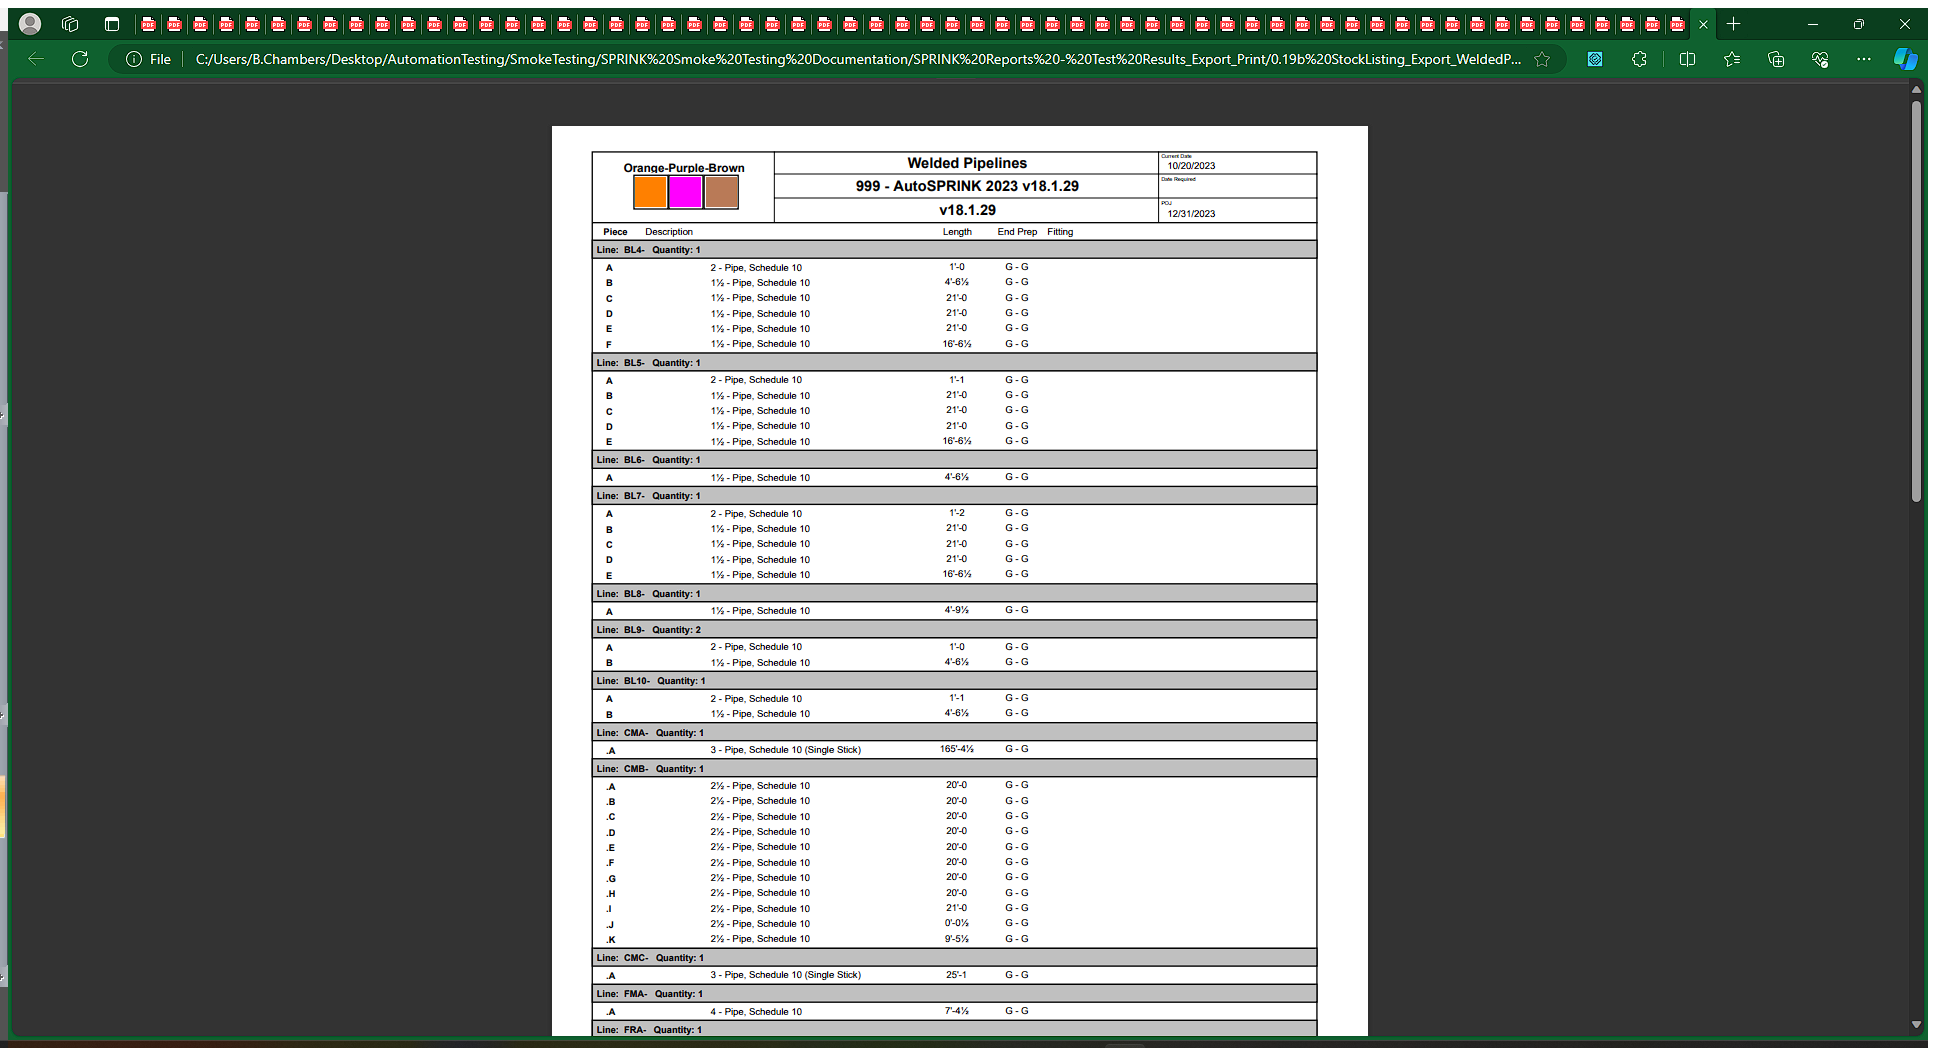 File C:/Users/B.Chambers/Desktop/AutomationTesting/SmokeTesting/SPRINK%20Smoke%20Testing%20Documentation/SPRINK%20Reports%20-%20Test%20Results_Export_Print/0.19b%20StockListing_Export_WeldedP...
Orange-Purple-Brown
Welded Pipelines
999 - AutoSPRINK 2023 v18.1.29
v18.1.29
Current Date
10/20/2023
Date Required
POJ
12/31/2023
Piece Description Length End Prep Fitting
Line: BL4- Quantity: 1
A 2 - Pipe, Schedule 10 1'-0 G - G
B 1½ - Pipe, Schedule 10 4'-6½ G - G
C 1½ - Pipe, Schedule 10 21'-0 G - G
D 1½ - Pipe, Schedule 10 21'-0 G - G
E 1½ - Pipe, Schedule 10 21'-0 G - G
F 1½ - Pipe, Schedule 10 16'-6½ G - G
Line: BL5- Quantity: 1
A 2 - Pipe, Schedule 10 1'-1 G - G
B 1½ - Pipe, Schedule 10 21'-0 G - G
C 1½ - Pipe, Schedule 10 21'-0 G - G
D 1½ - Pipe, Schedule 10 21'-0 G - G
E 1½ - Pipe, Schedule 10 16'-6½ G - G
Line: BL6- Quantity: 1
A 1½ - Pipe, Schedule 10 4'-6½ G - G
Line: BL7- Quantity: 1
A 2 - Pipe, Schedule 10 1'-2 G - G
B 1½ - Pipe, Schedule 10 21'-0 G - G
C 1½ - Pipe, Schedule 10 21'-0 G - G
D 1½ - Pipe, Schedule 10 21'-0 G - G
E 1½ - Pipe, Schedule 10 16'-6½ G - G
Line: BL8- Quantity: 1
A 1½ - Pipe, Schedule 10 4'-9½ G - G
Line: BL9- Quantity: 2
A 2 - Pipe, Schedule 10 1'-0 G - G
B 1½ - Pipe, Schedule 10 4'-6½ G - G
Line: BL10- Quantity: 1
A 2 - Pipe, Schedule 10 1'-1 G - G
B 1½ - Pipe, Schedule 10 4'-6½ G - G
Line: CMA- Quantity: 1
.A 3 - Pipe, Schedule 10 (Single Stick) 165'-4½ G - G
Line: CMB- Quantity: 1
.A 2½ - Pipe, Schedule 10 20'-0 G - G
.B 2½ - Pipe, Schedule 10 20'-0 G - G
.C 2½ - Pipe, Schedule 10 20'-0 G - G
.D 2½ - Pipe, Schedule 10 20'-0 G - G
.E 2½ - Pipe, Schedule 10 20'-0 G - G
.F 2½ - Pipe, Schedule 10 20'-0 G - G
.G 2½ - Pipe, Schedule 10 20'-0 G - G
.H 2½ - Pipe, Schedule 10 20'-0 G - G
.I 2½ - Pipe, Schedule 10 21'-0 G - G
.J 2½ - Pipe, Schedule 10 0'-0½ G - G
.K 2½ - Pipe, Schedule 10 9'-5½ G - G
Line: CMC- Quantity: 1
.A 3 - Pipe, Schedule 10 (Single Stick) 25'-1 G - G
Line: FMA- Quantity: 1
.A 4 - Pipe, Schedule 10 7'-4½ G - G
Line: FRA- Quantity: 1